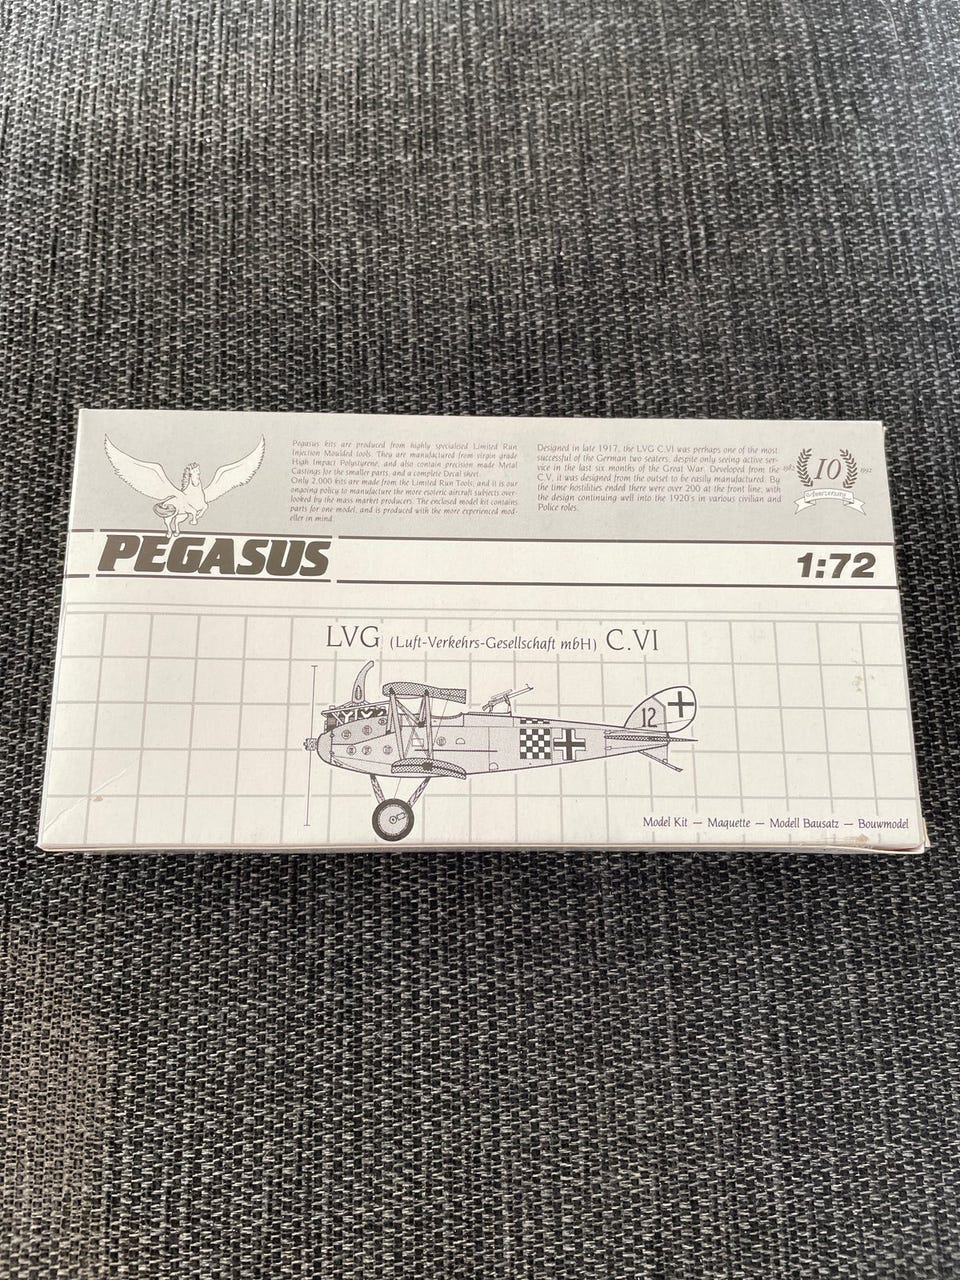 Pegasus kits are produced from highly specialised Limited Run
Injection Moulded tools. They are manufactured from virgin grade
High Impact Polystyrene, and also contain precision made Metal
Castings for the smaller parts, and a complete Decal sheet.
Only 2,000 kits are made from the Limited Run Tools, and it is our
ongoing policy to manufacture the more esoteric aircraft subjects over-
looked by the mass market producers. The enclosed model kit contains
parts for one model, and is produced with the more experienced mod-
eller in mind.
Designed in late 1917, the LVG C.VI was perhaps one of the most
successful of the German two seaters, despite only seeing active ser-
vice in the last six months of the Great War. Developed from the
C.V, it was designed from the outset to be easily manufactured. By
the time hostilities ended there were over 200 at the front line, with
the design continuing well into the 1920's in various civilian and
Police roles.
1982 10 1992
Anniversary
PEGASUS
1:72
LVG (Luft-Verkehrs-Gesellschaft mbH) C.VI
12
Model Kit — Maquette — Modell Bausatz — Bouwmodel